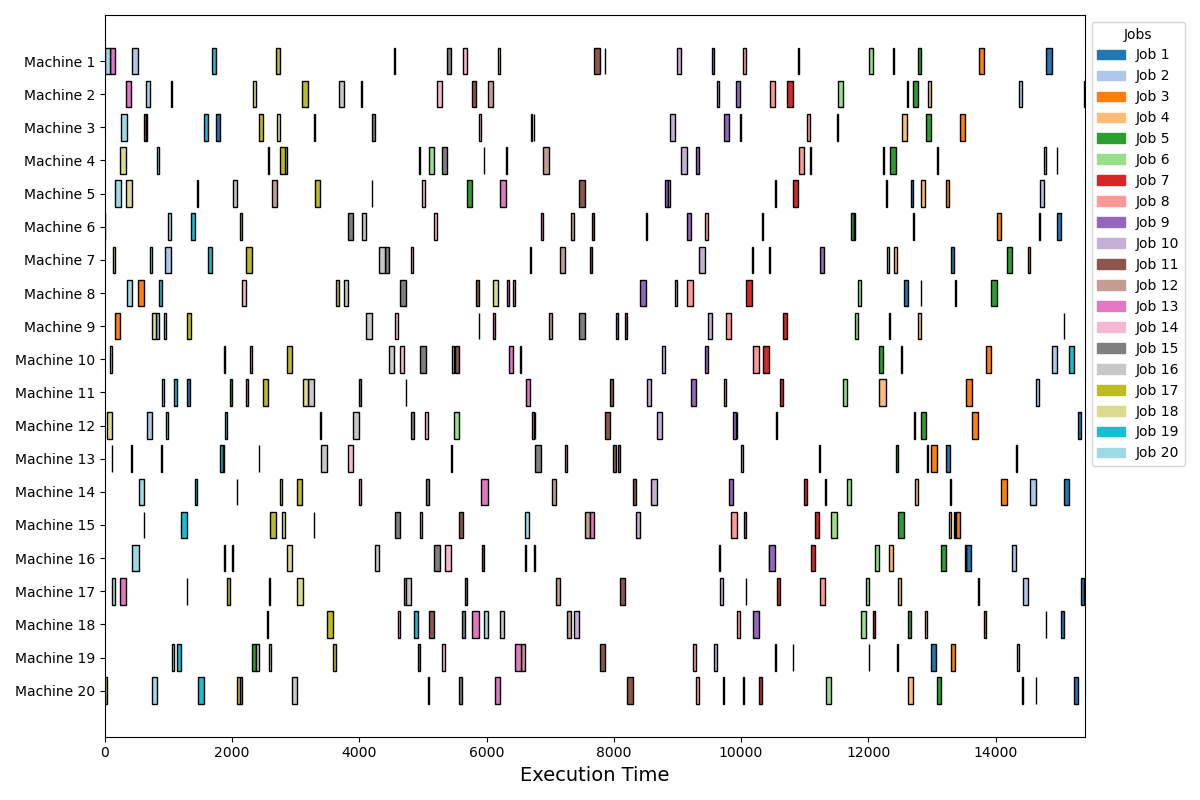 Machine 1
Machine 2
Machine 3
Machine 4
Machine 5
Machine 6
Machine 7
Machine 8
Machine 9
Machine 10
Machine 11
Machine 12
Machine 13
Machine 14
Machine 15
Machine 16
Machine 17
Machine 18
Machine 19
Machine 20
0 2000 4000 6000 8000 10000 12000 14000
Execution Time
Jobs
Job 1
Job 2
Job 3
Job 4
Job 5
Job 6
Job 7
Job 8
Job 9
Job 10
Job 11
Job 12
Job 13
Job 14
Job 15
Job 16
Job 17
Job 18
Job 19
Job 20